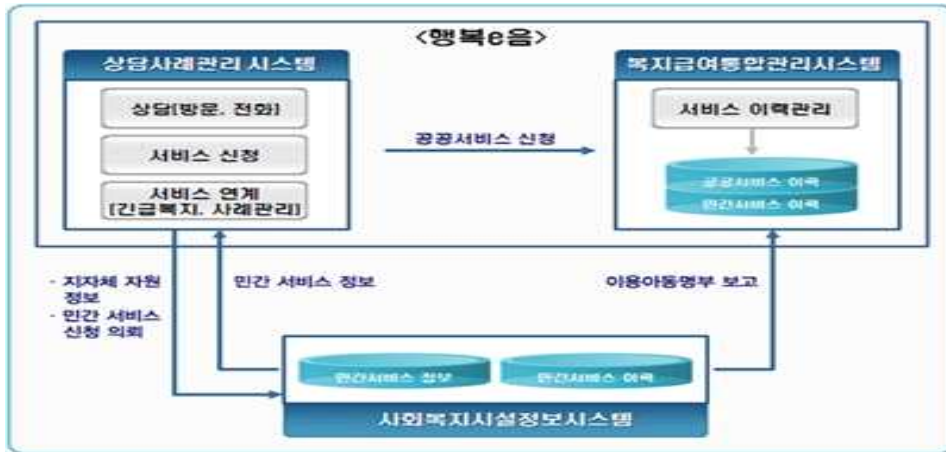 <행복e음>
상담사례관리 시스템
상담(방문, 전화)
서비스 신청
서비스 연계
(긴급복지, 사례관리)
공공서비스 신청
복지급여통합관리시스템
서비스 이력관리
공공서비스 이력
민간서비스 이력
- 지자체 자원
정보
- 민간 서비스
신청 의뢰
민간 서비스 정보
이용아동명부 보고
민간서비스 정보
민간서비스 이력
사회복지시설정보시스템